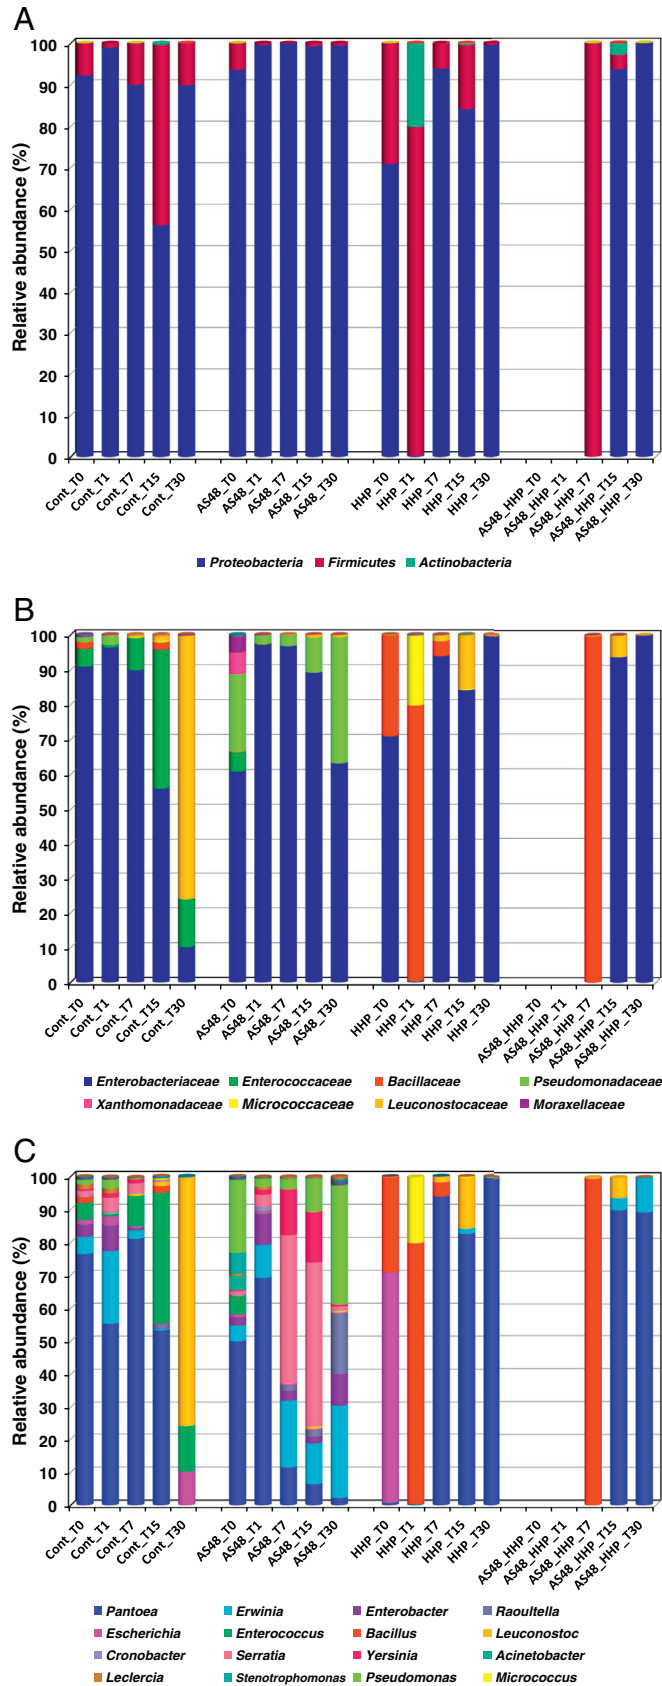 A
Relative abundance (%)
100
90
80
70
60
50
40
30
20
10
0
Cont_T0 Cont_T1 Cont_T7 Cont_T15 Cont_T30 AS48_T0 AS48_T1 AS48_T7 AS48_T15 AS48_T30 HHP_T0 HHP_T1 HHP_T7 HHP_T15 HHP_T30 AS48_HHP_T0 AS48_HHP_T1 AS48_HHP_T7 AS48_HHP_T15 AS48_HHP_T30
Proteobacteria Firmicutes Actinobacteria
B
Relative abundance (%)
100
90
80
70
60
50
40
30
20
10
0
Cont_T0 Cont_T1 Cont_T7 Cont_T15 Cont_T30 AS48_T0 AS48_T1 AS48_T7 AS48_T15 AS48_T30 HHP_T0 HHP_T1 HHP_T7 HHP_T15 HHP_T30 AS48_HHP_T0 AS48_HHP_T1 AS48_HHP_T7 AS48_HHP_T15 AS48_HHP_T30
Enterobacteriaceae Enterococcaceae Bacillaceae Pseudomonadaceae
Xanthomonadaceae Micrococcaceae Leuconostocaceae Moraxellaceae
C
Relative abundance (%)
100
90
80
70
60
50
40
30
20
10
0
Cont_T0 Cont_T1 Cont_T7 Cont_T15 Cont_T30 AS48_T0 AS48_T1 AS48_T7 AS48_T15 AS48_T30 HHP_T0 HHP_T1 HHP_T7 HHP_T15 HHP_T30 AS48_HHP_T0 AS48_HHP_T1 AS48_HHP_T7 AS48_HHP_T15 AS48_HHP_T30
Pantoea Erwinia Enterobacter Raoultella
Escherichia Enterococcus Bacillus Leuconostoc
Cronobacter Serratia Yersinia Acinetobacter
Leclercia Stenotrophomonas Pseudomonas Micrococcus